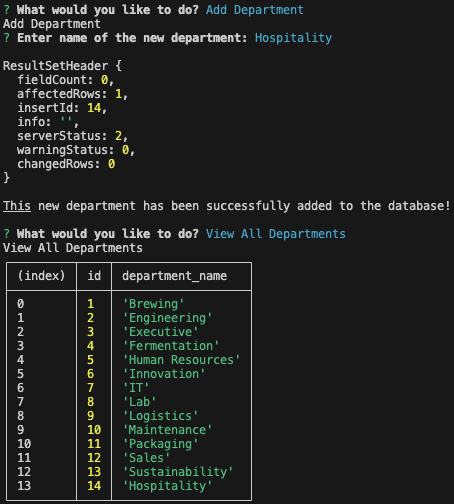 ? What would you like to do? Add Department
Add Department
? Enter name of the new department: Hospitality
ResultSetHeader {
  fieldCount: 0,
  affectedRows: 1,
  insertId: 14,
  info: '',
  serverStatus: 2,
  warningStatus: 0,
  changedRows: 0
}
This new department has been successfully added to the database!
? What would you like to do? View All Departments
View All Departments
(index) id department_name
0 1 'Brewing'
1 2 'Engineering'
2 3 'Executive'
3 4 'Fermentation'
4 5 'Human Resources'
5 6 'Innovation'
6 7 'IT'
7 8 'Lab'
8 9 'Logistics'
9 10 'Maintenance'
10 11 'Packaging'
11 12 'Sales'
12 13 'Sustainability'
13 14 'Hospitality'